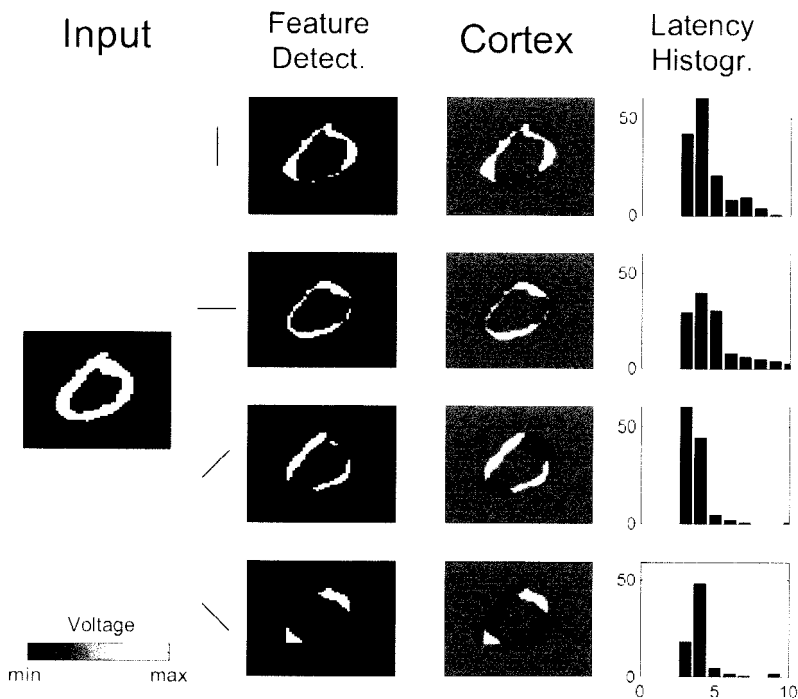 Input
Feature
Detect.
Cortex
Latency
Histogr.
50
0
50
0
50
0
50
0
0 5 10
Voltage
min max